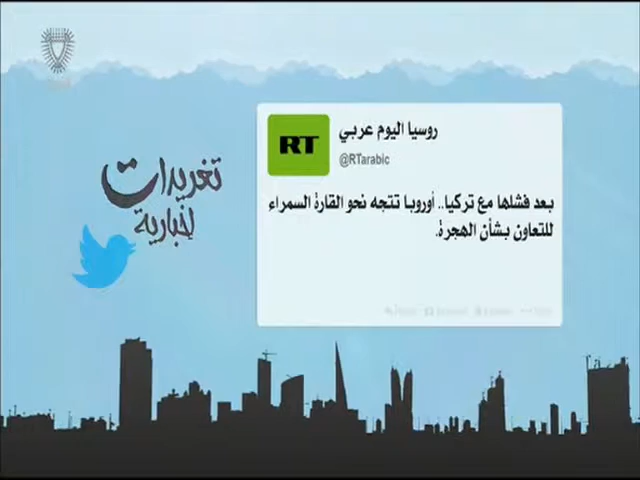 تغريدات
إخبارية
RT
روسيا اليوم عربي
@RTarabic
بعد فشلها مع تركيا.. أوروبا تتجه نحو القارة السمراء
للتعاون بشأن الهجرة.